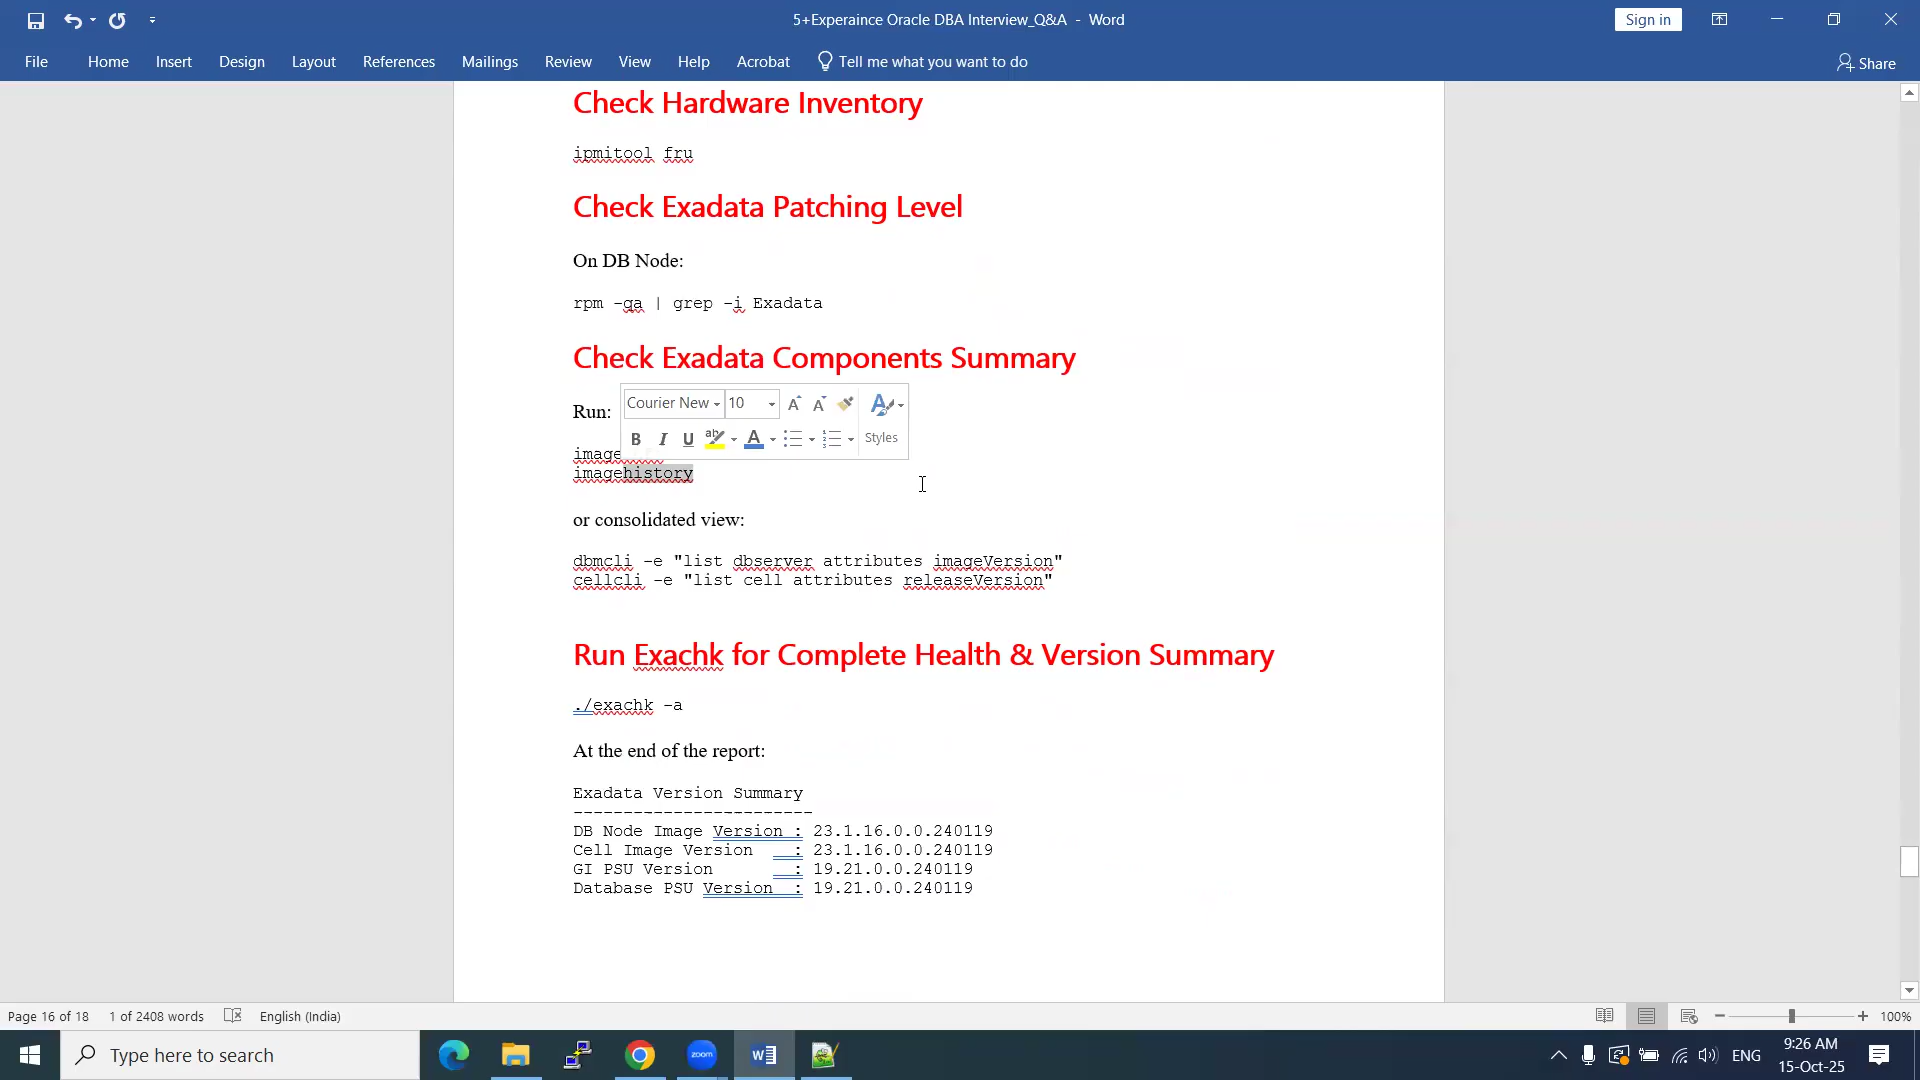 5+Experaince Oracle DBA Interview_Q&A - Word
Sign in
File Home Insert Design Layout References Mailings Review View Help Acrobat Tell me what you want to do Share
Check Hardware Inventory
ipmitool fru
Check Exadata Patching Level
On DB Node:
rpm -qa | grep -i Exadata
Check Exadata Components Summary
Run:
Courier New 10
B I U Styles
image
imagehistory
or consolidated view:
dbmcli -e "list dbserver attributes imageVersion"
cellcli -e "list cell attributes releaseVersion"
Run Exachk for Complete Health & Version Summary
./exachk -a
At the end of the report:
Exadata Version Summary
------------------------
DB Node Image Version : 23.1.16.0.0.240119
Cell Image Version : 23.1.16.0.0.240119
GI PSU Version : 19.21.0.0.240119
Database PSU Version : 19.21.0.0.240119
Page 16 of 18 1 of 2408 words English (India) 100%
Type here to search zoom ENG 9:26 AM
15-Oct-25